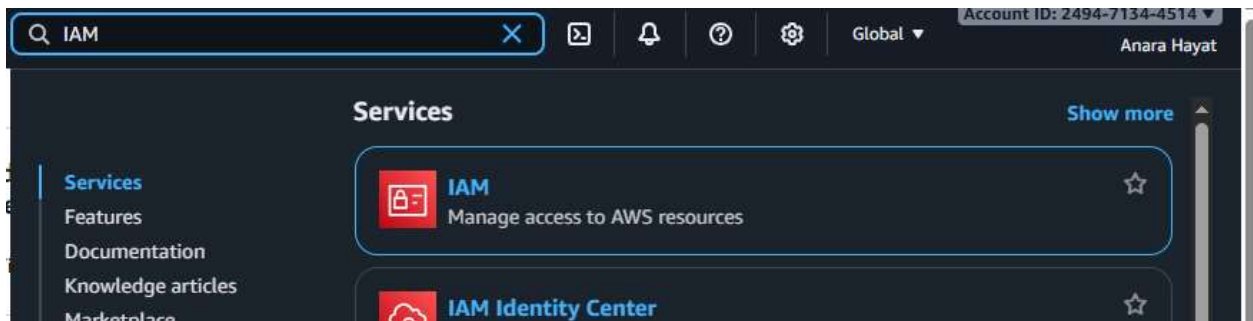 IAM
Global ▼
Account ID: 2494-7134-4514 ▼
Anara Hayat
Services
Show more
Services
Features
Documentation
Knowledge articles
Marketplace
IAM
Manage access to AWS resources
IAM Identity Center